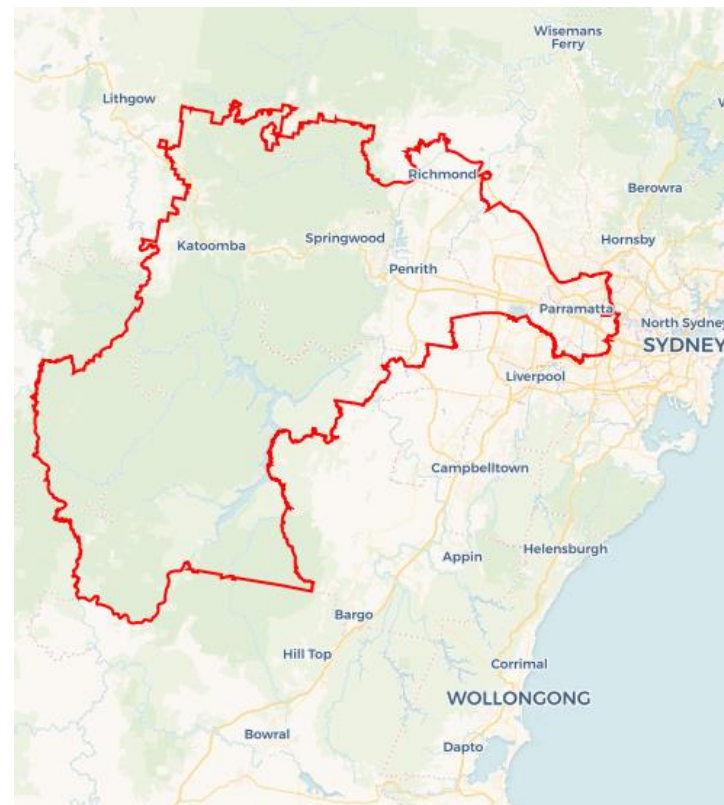 Wisemans
Ferry
Lithgow
Richmond
Berowra
Hornsby
Springwood
Katoomba
Penrith
Parramatta
North Sydney
SYDNEY
Liverpool
Campbelltown
Appin
Helensburgh
Bargo
Hill Top
Corrimal
WOLLONGONG
Bowral
Dapto